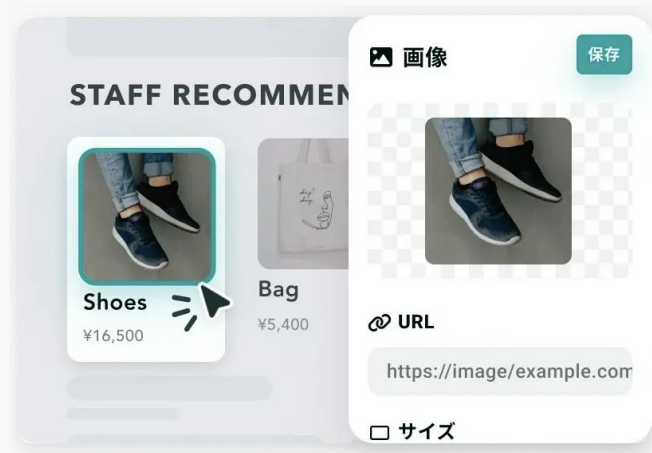 STAFF RECOMMEN
Shoes
¥16,500
Bag
¥5,400
画像
保存
URL
https://image/example.com
サイズ